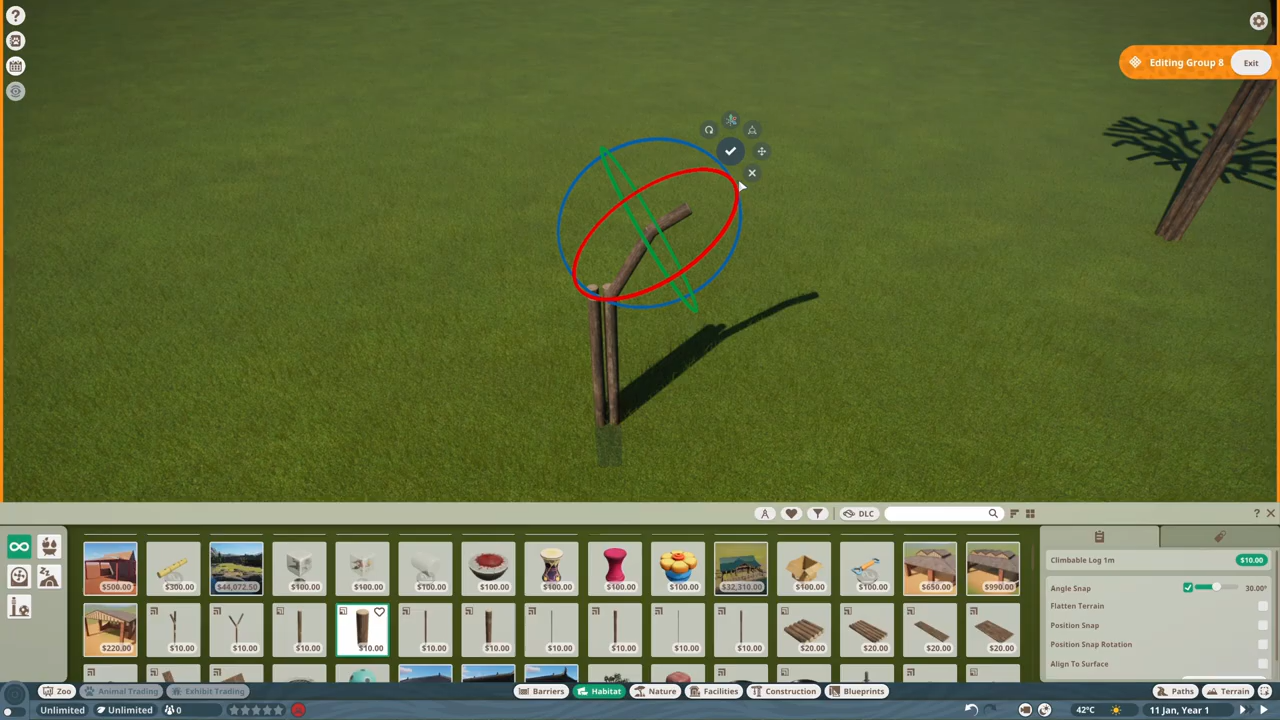 ?
Editing Group 8 Exit
DLC
? ×
$500.00 $300.00 $44,072.50 $100.00 $100.00 $100.00 $100.00 $100.00 $100.00 $100.00 $32,310.00 $100.00 $100.00 $650.00 $990.00
$220.00 $10.00 $10.00 $10.00 $10.00 $10.00 $10.00 $10.00 $10.00 $10.00 $10.00 $20.00 $20.00 $20.00 $20.00
Climbable Log 1m $10.00
Angle Snap 30.00°
Flatten Terrain
Position Snap
Position Snap Rotation
Align To Surface
Zoo Animal Trading Exhibit Trading Barriers Habitat Nature Facilities Construction Blueprints Paths Terrain
Unlimited Unlimited 0 42°C 11 Jan, Year 1